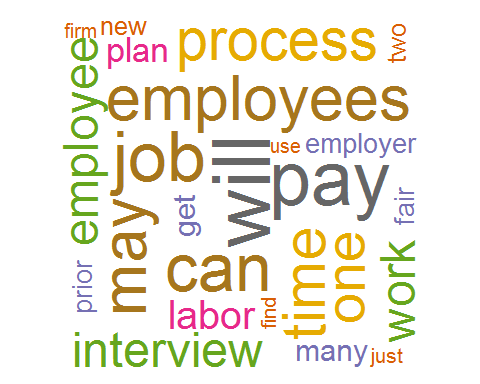 firm
new
plan
process
two
employee
employees
job
will
use
employer
pay
may
get
fair
can
prior
time
one
work
labor
find
interview
many
just